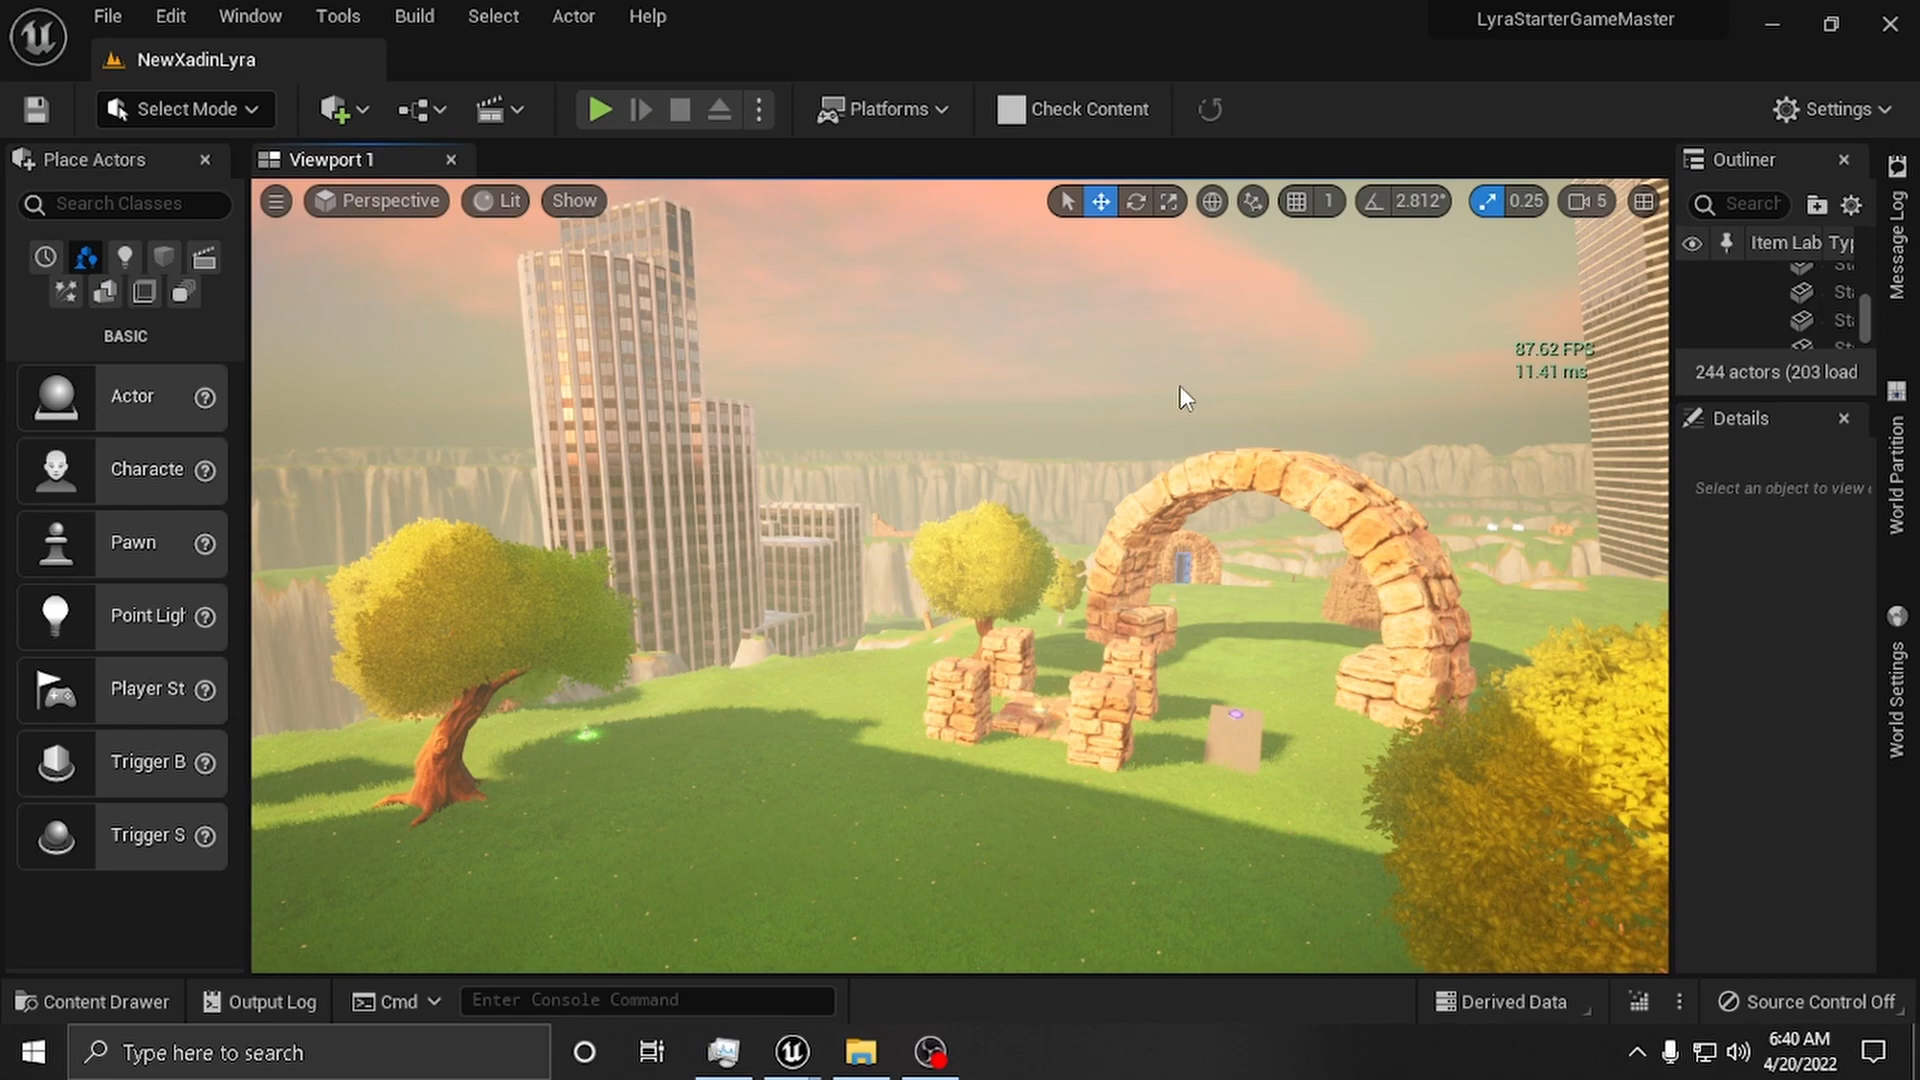 File Edit Window Tools Build Select Actor Help
LyraStarterGameMaster
NewXadinLyra
Select Mode
Platforms
Check Content
Settings
Place Actors
Viewport 1
Outliner
Search Classes
Perspective
Lit
Show
1
2.812°
0.25
5
Search
Item Lab Typ
Message Log
BASIC
87.62 FPS
11.41 ms
244 actors (203 load
Actor
Details
World Partition
Characte
Select an object to view
Pawn
Point Ligh
World Settings
Player St
Trigger B
Trigger S
Content Drawer
Output Log
Cmd
Enter Console Command
Derived Data
Source Control Off
Type here to search
6:40 AM
4/20/2022